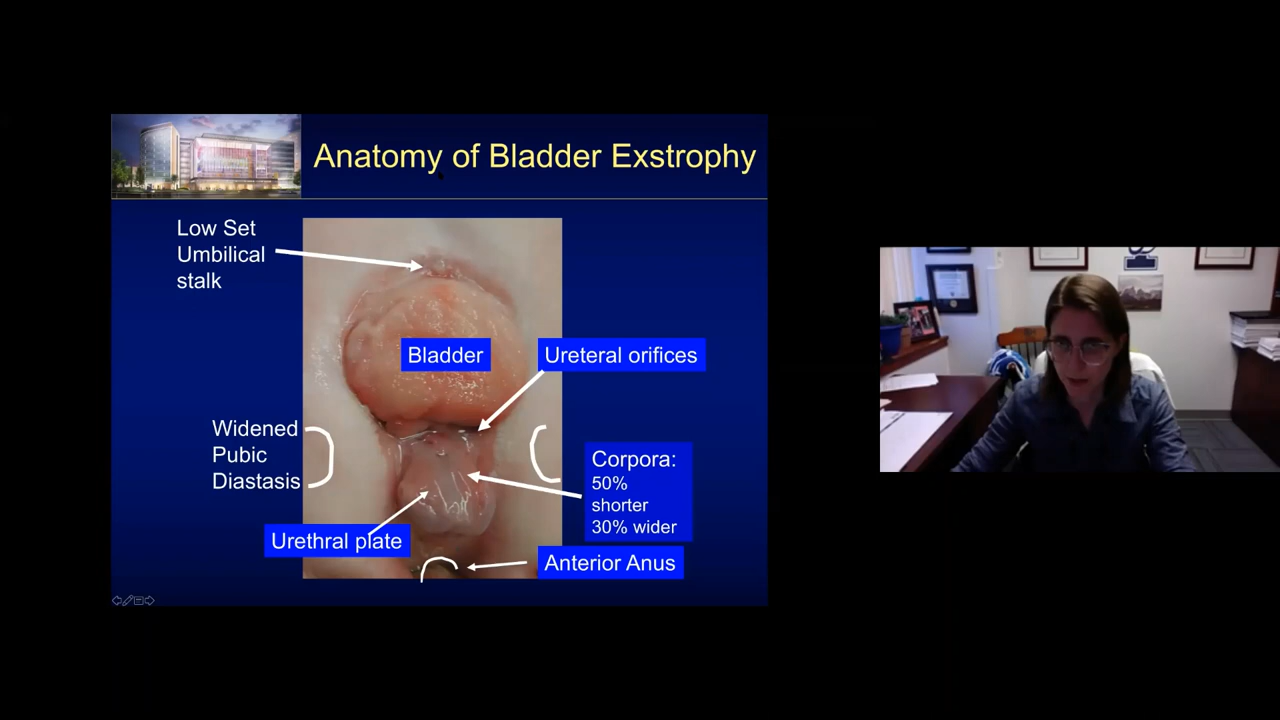 Anatomy of Bladder Exstrophy
Low Set
Umbilical
stalk
Bladder
Ureteral orifices
Widened
Pubic
Diastasis
Corpora:
50%
shorter
30% wider
Urethral plate
Anterior Anus